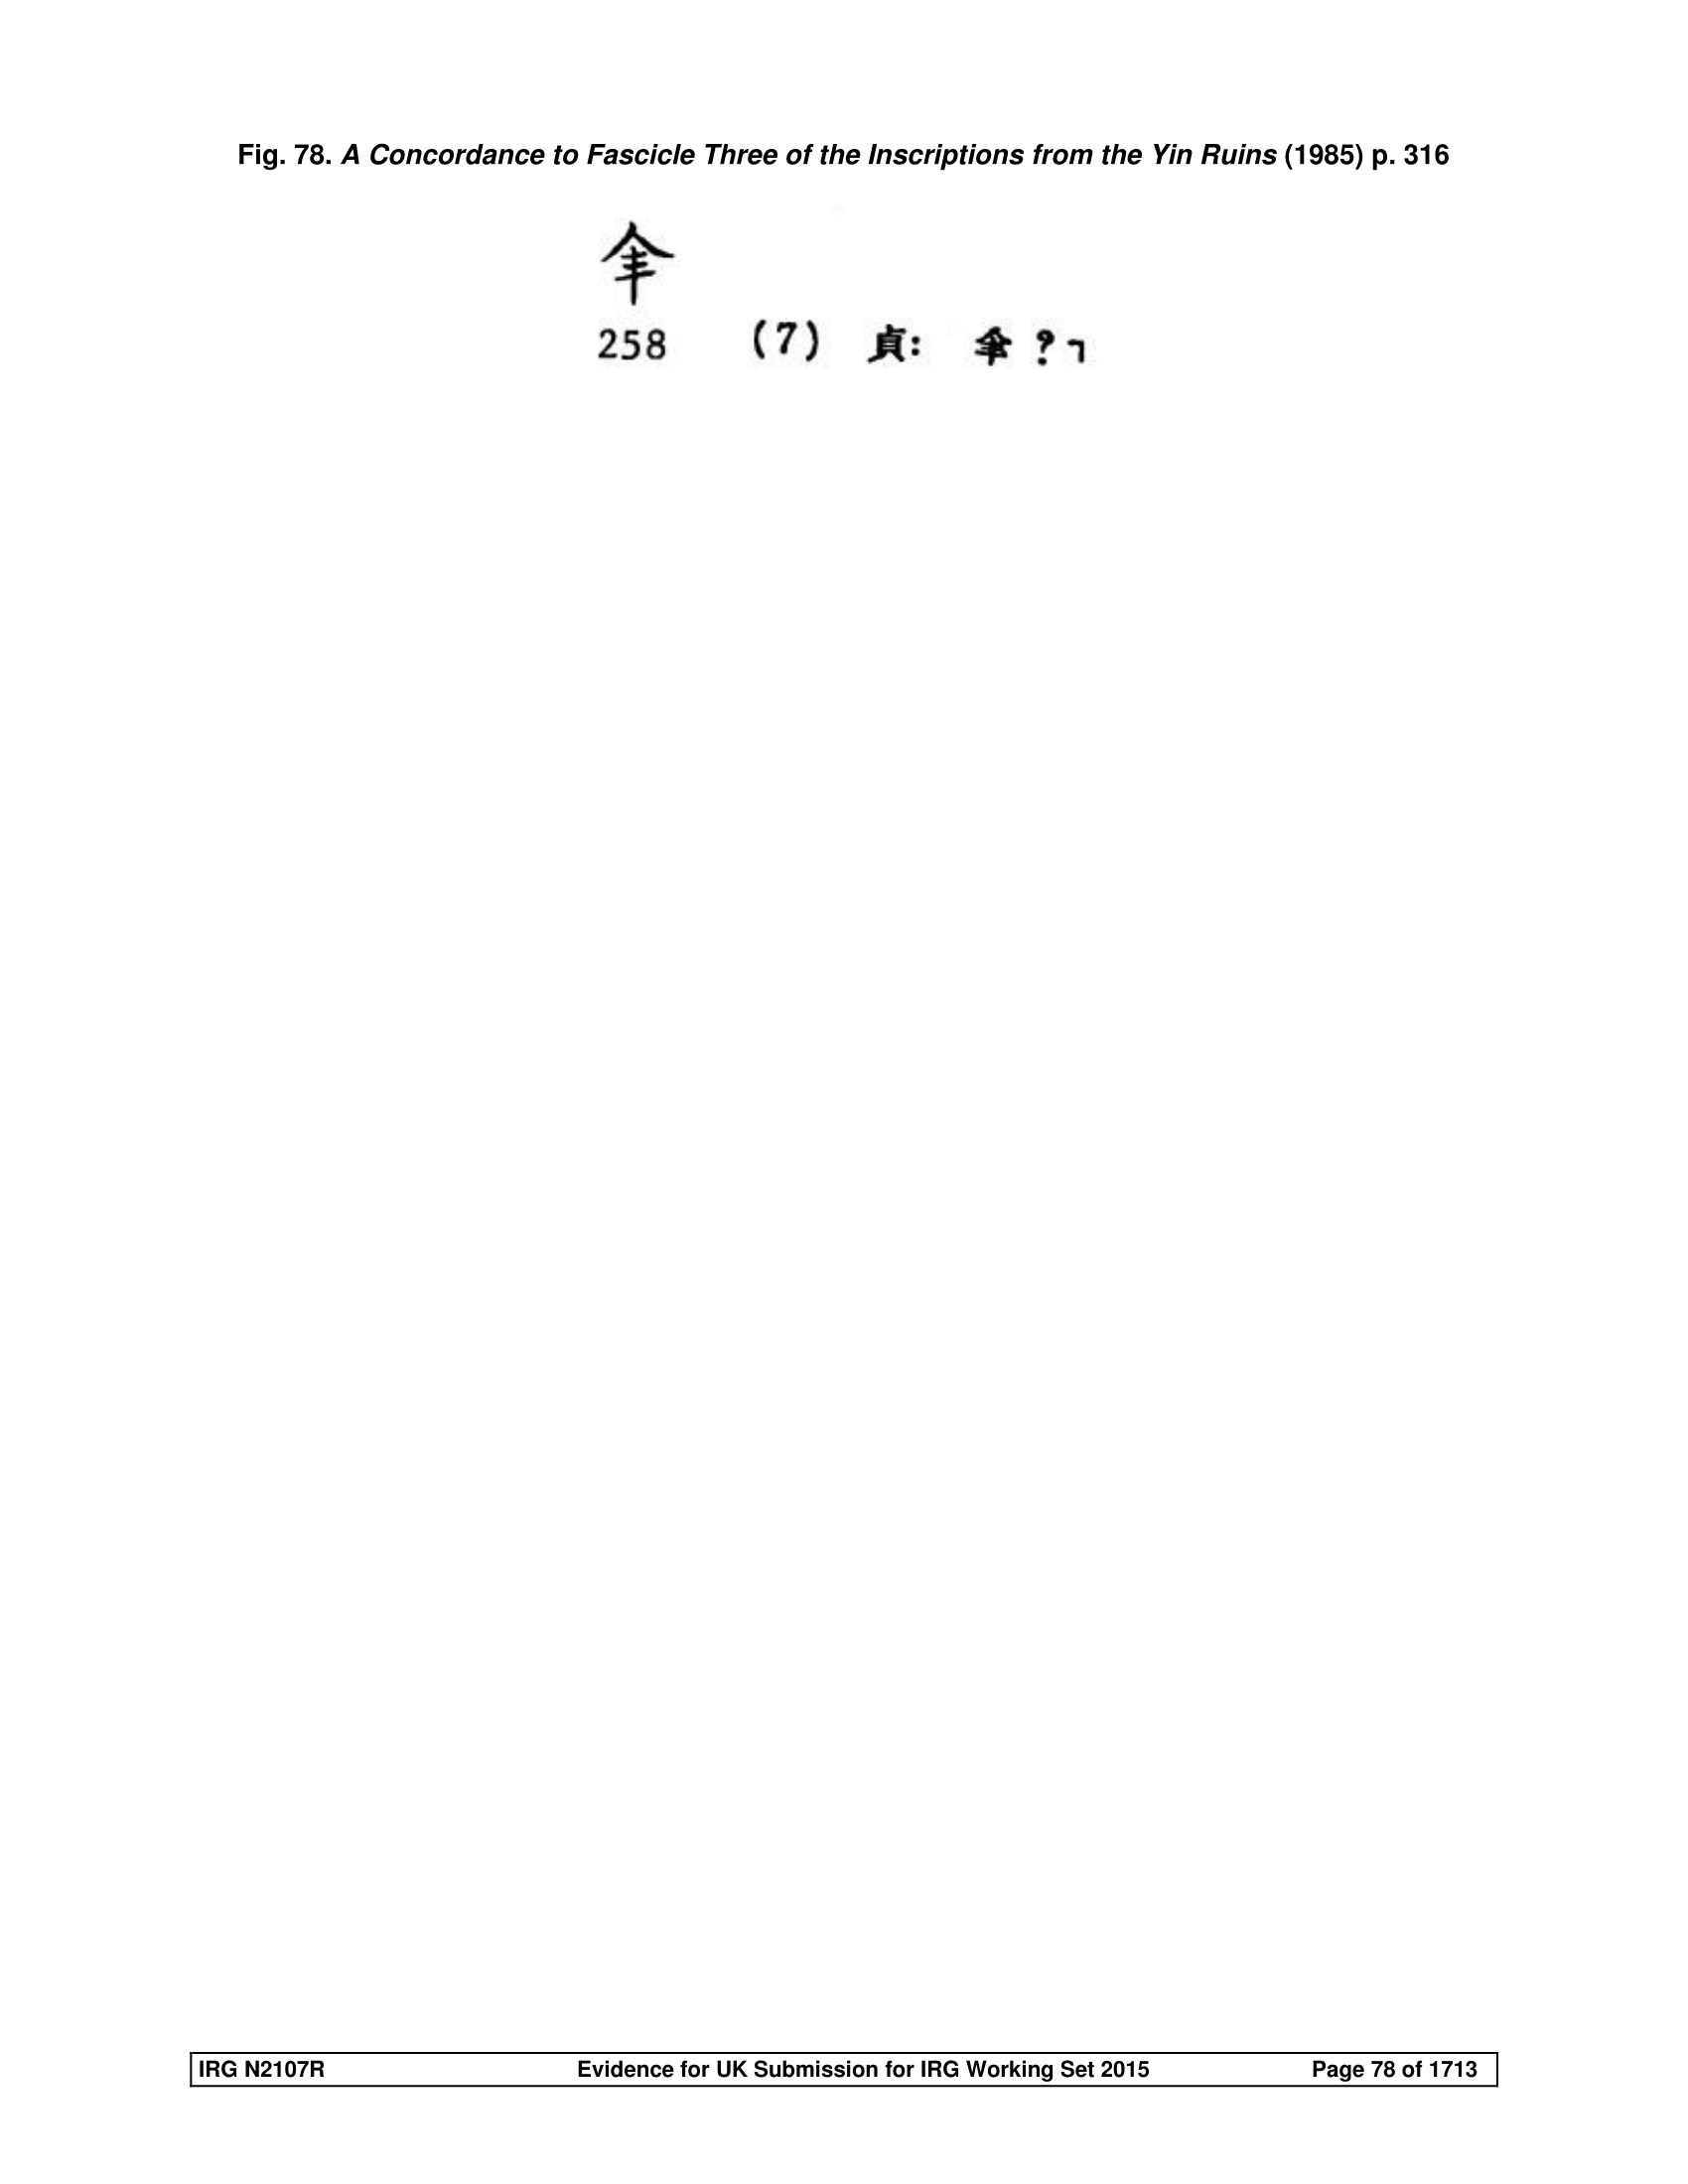 Fig. 78. A Concordance to Fascicle Three of the Inscriptions from the Yin Ruins (1985) p. 316
258 (7) 貞: ?┐
IRG N2107R Evidence for UK Submission for IRG Working Set 2015 Page 78 of 1713